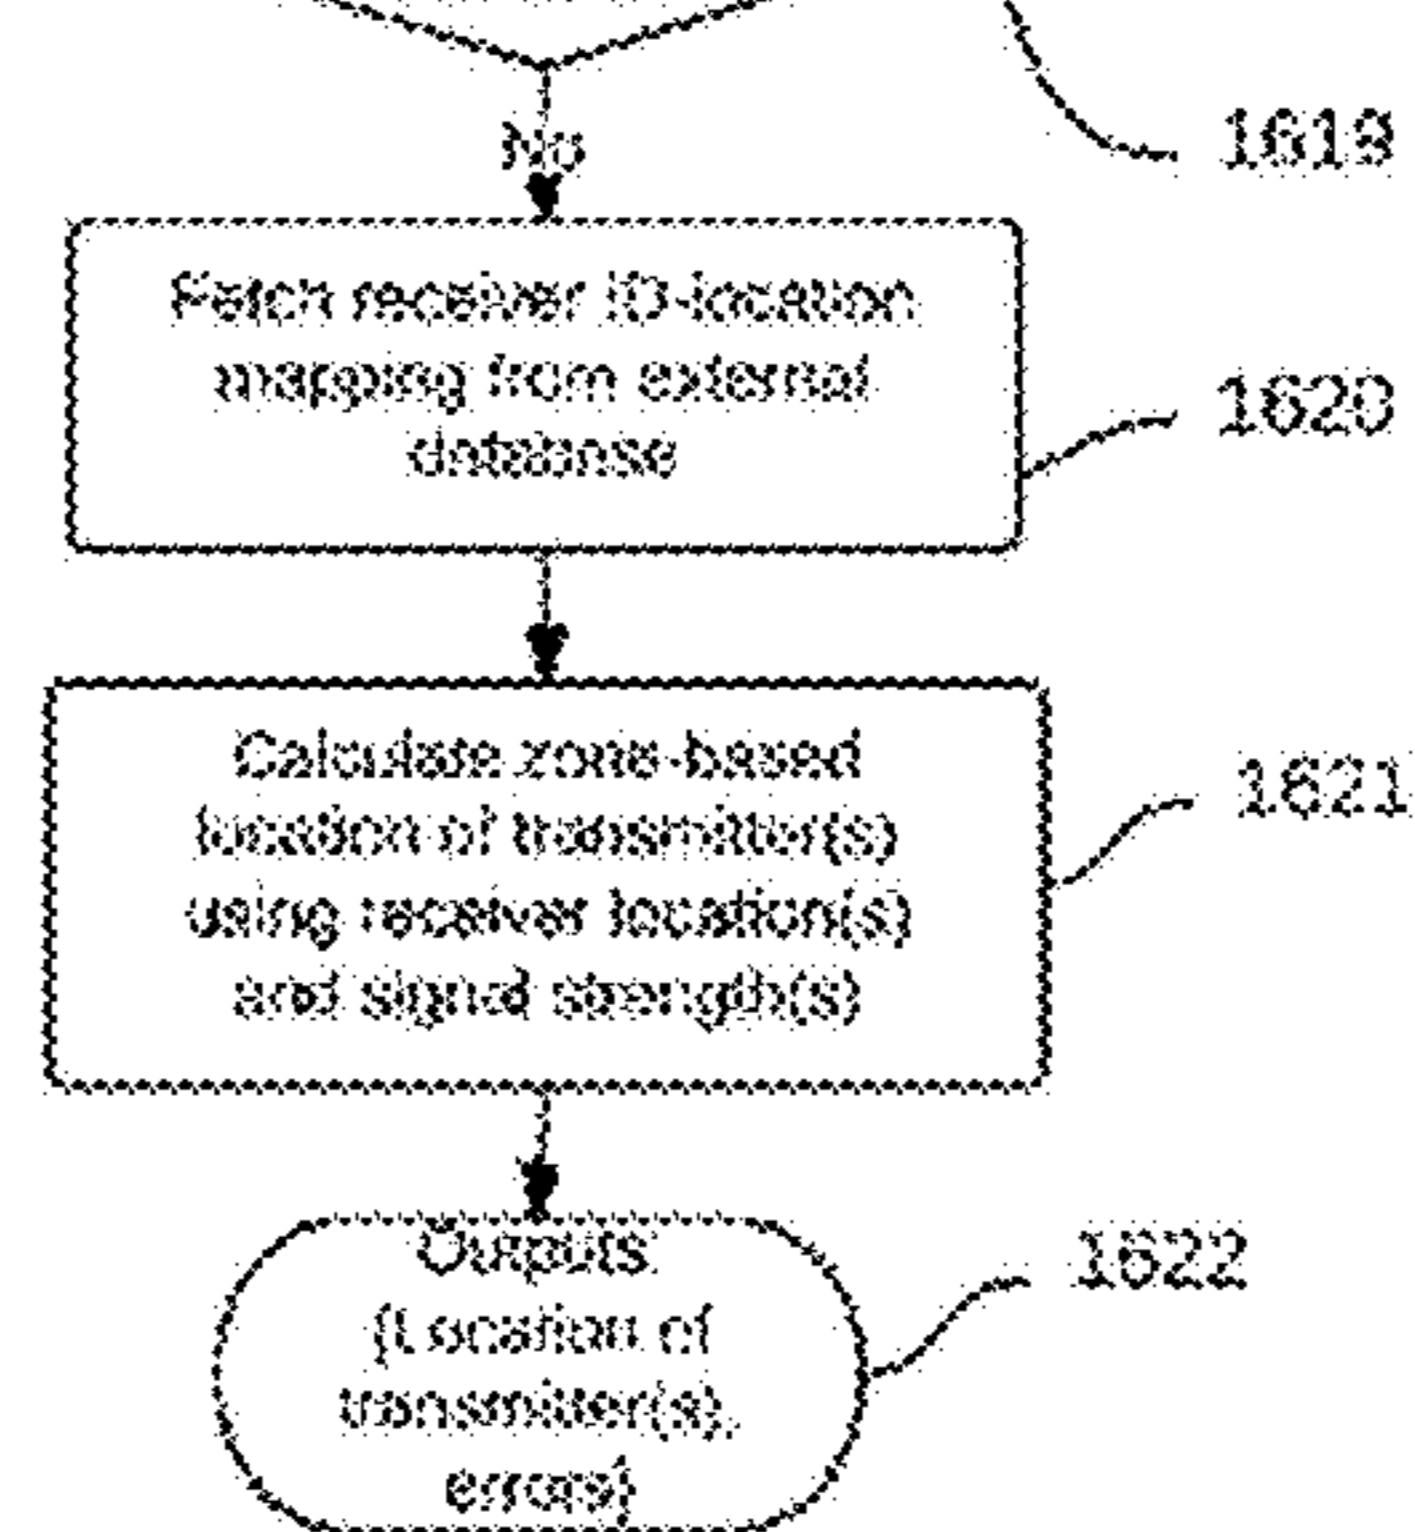 No
1619
Fetch receiver ID-location
mapping from external
database
1620
Calculate zone-based
location of transmitter(s)
using receiver location(s)
and signal strength(s)
1621
Outputs:
{Location of
transmitter(s),
errors}
1622